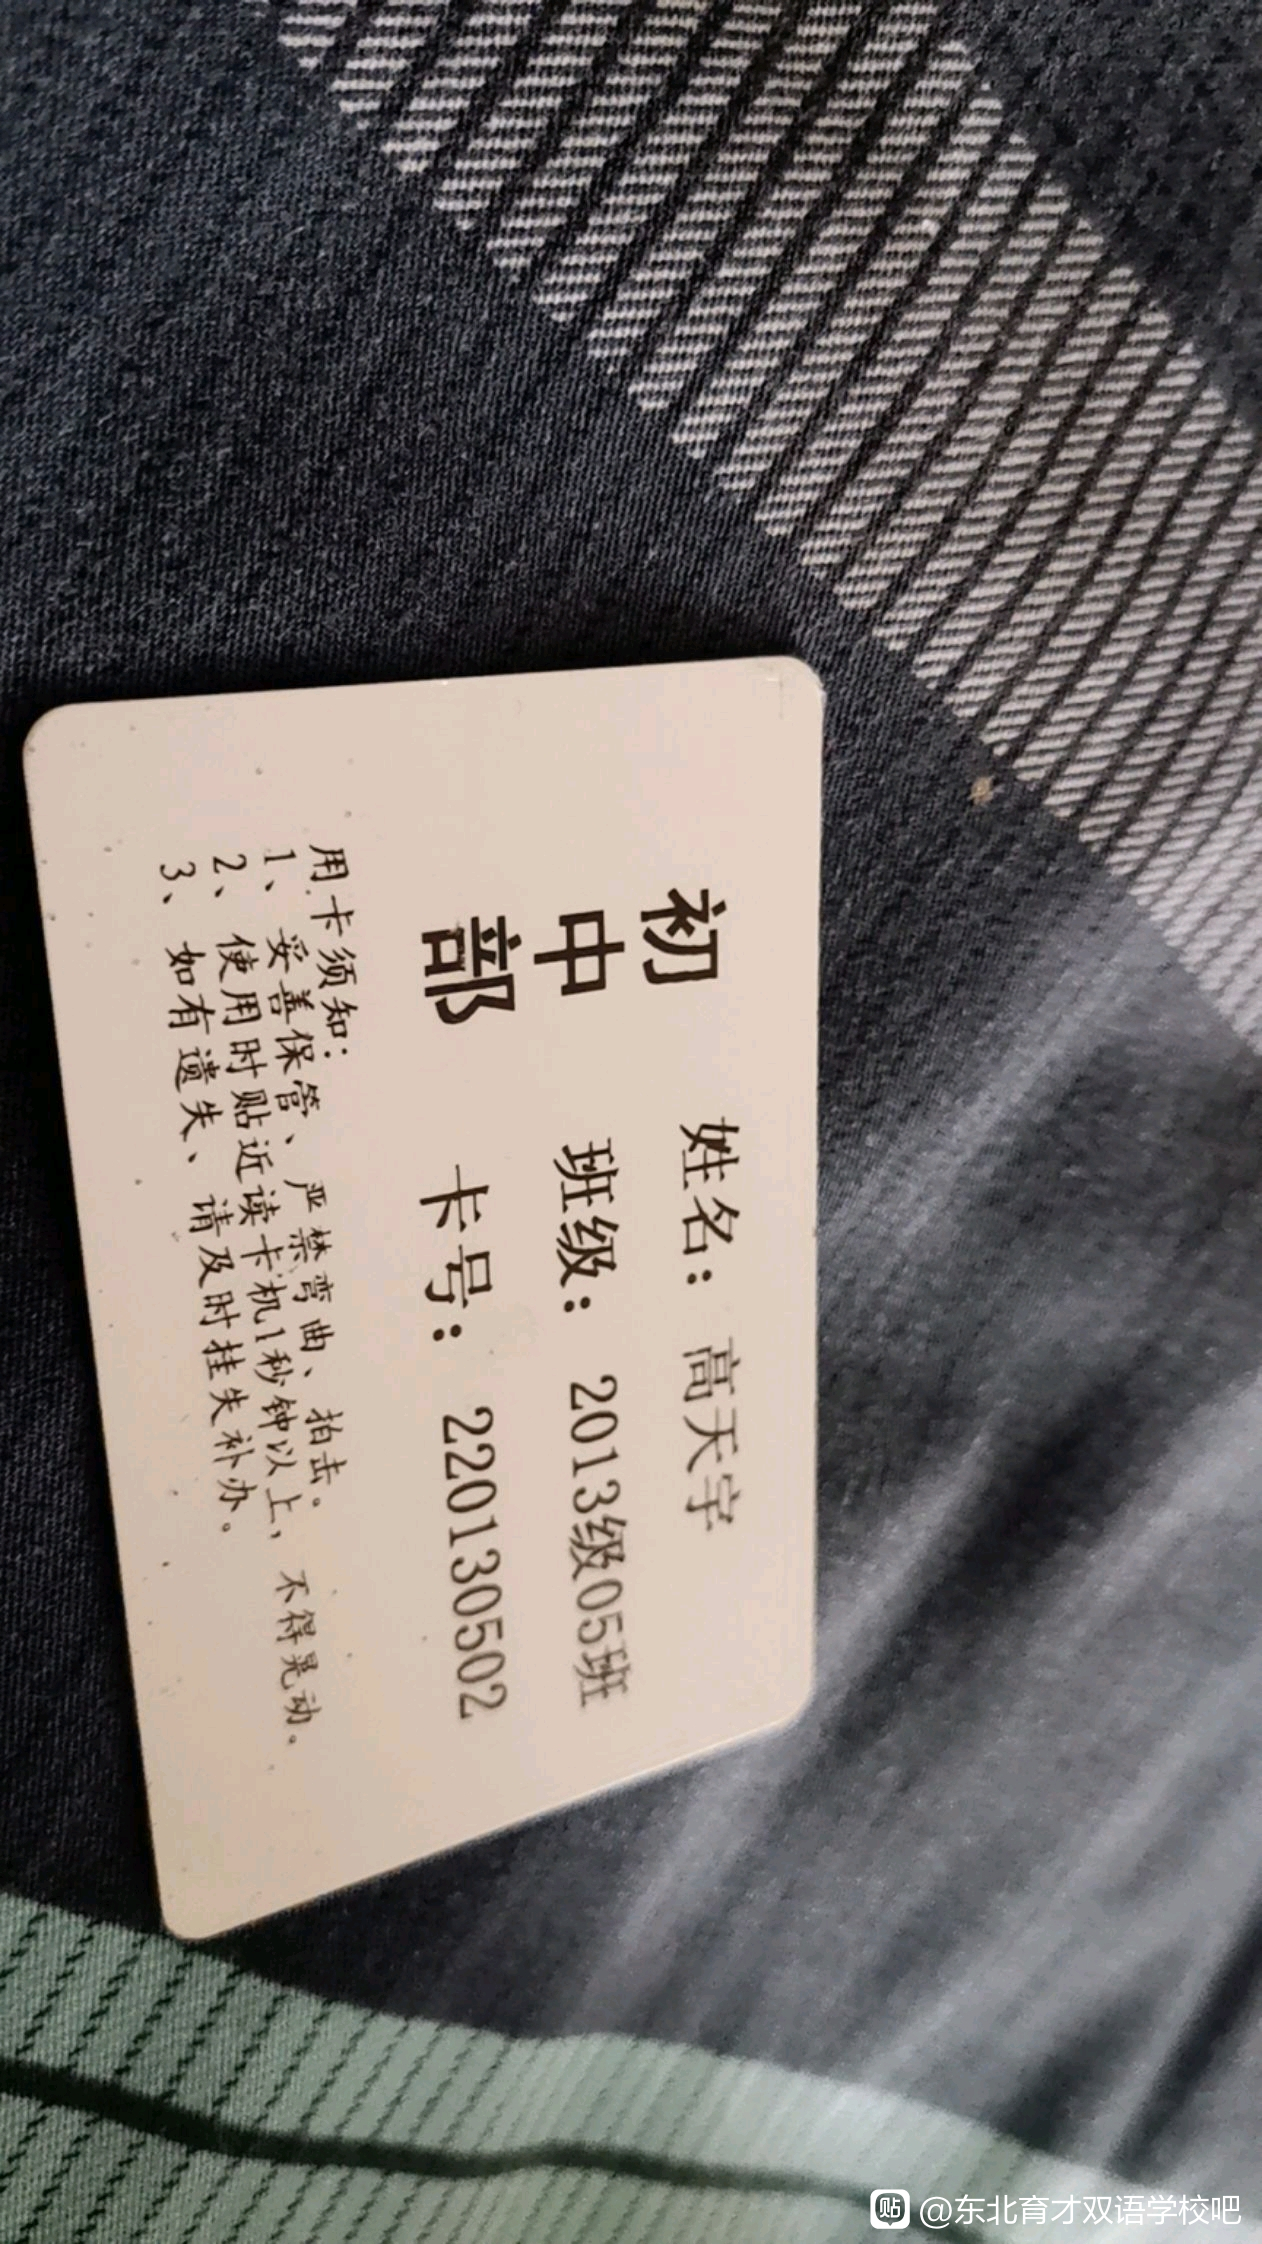 初中部
姓名：高天宇
班级：2013级05班
卡号：220130502
用卡须知：
1、妥善保管、严禁弯曲、拍击。
2、使用时贴近读卡机1秒钟以上，不得晃动。
3、如有遗失、请及时挂失补办。
贴 @东北育才双语学校吧